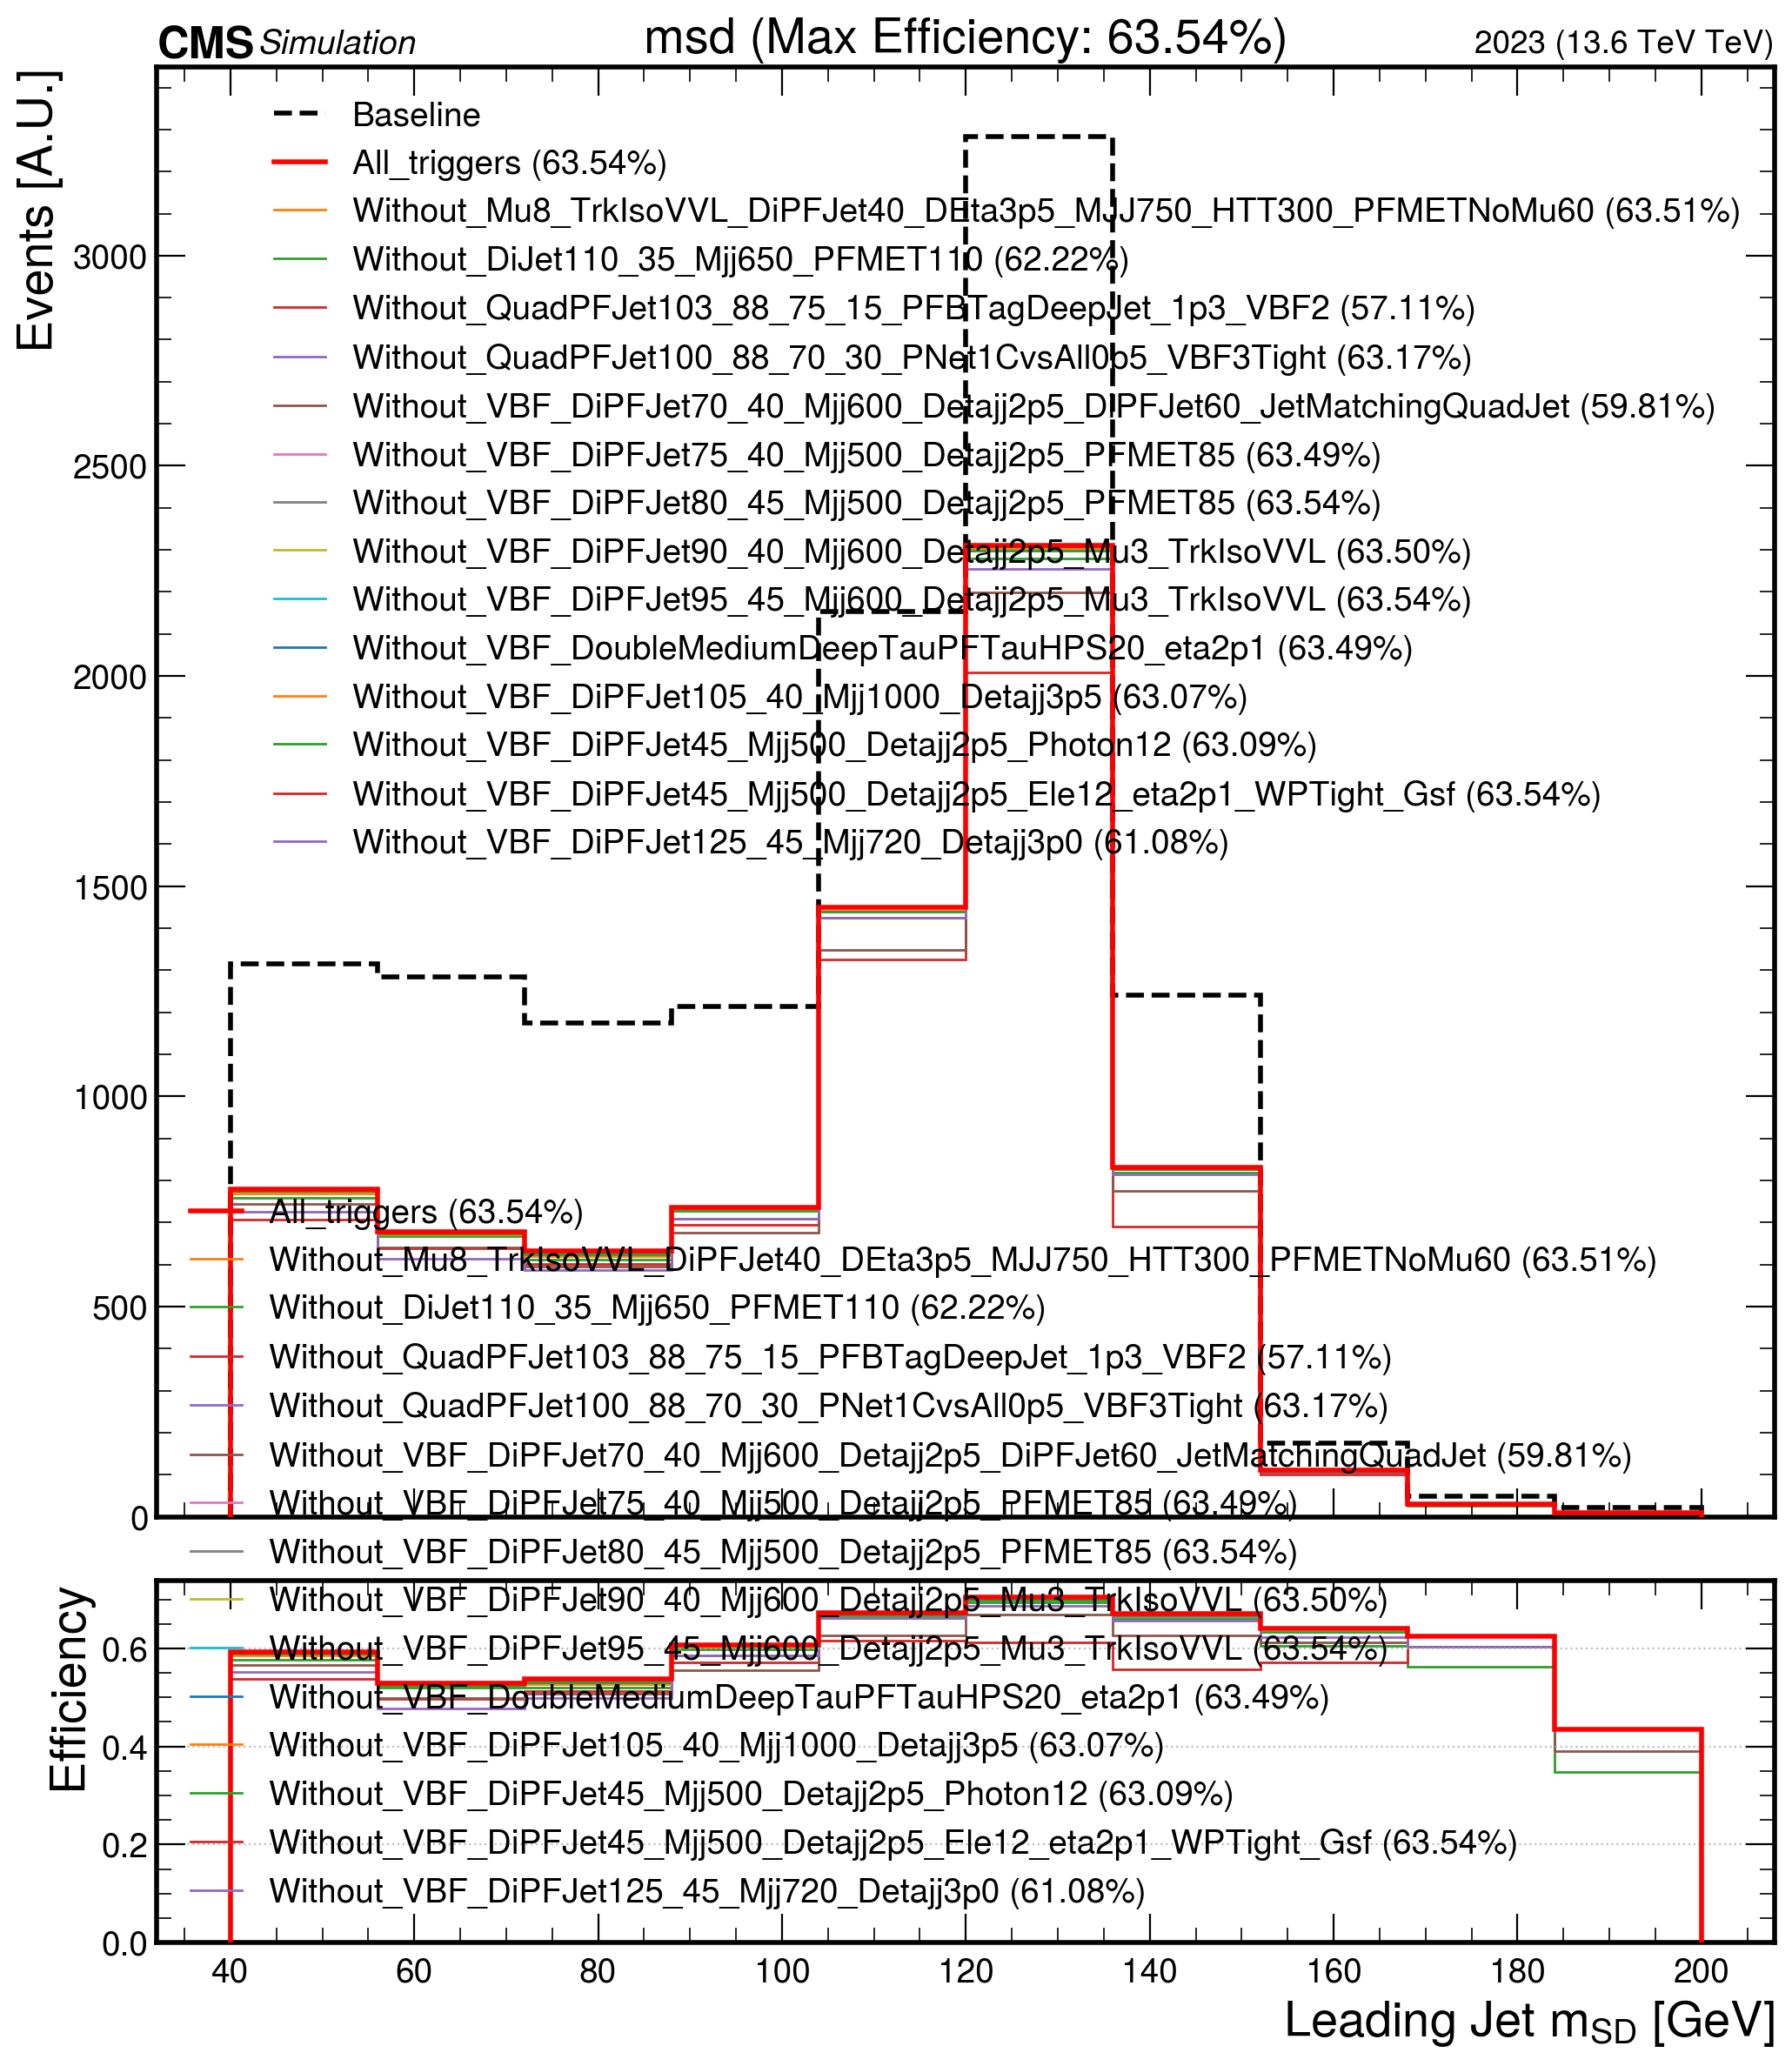 CMS Simulation msd (Max Efficiency: 63.54%) 2023 (13.6 TeV TeV)
Events [A.U.]
Baseline
All_triggers (63.54%)
Without_Mu8_TrkIsoVVL_DiPFJet40_DEta3p5_MJJ750_HTT300_PFMETNoMu60 (63.51%)
Without_DiJet110_35_Mjj650_PFMET110 (62.22%)
Without_QuadPFJet103_88_75_15_PFBTagDeepJet_1p3_VBF2 (57.11%)
Without_QuadPFJet100_88_70_30_PNet1CvsAll0p5_VBF3Tight (63.17%)
Without_VBF_DiPFJet70_40_Mjj600_Detajj2p5_DiPFJet60_JetMatchingQuadJet (59.81%)
Without_VBF_DiPFJet75_40_Mjj500_Detajj2p5_PFMET85 (63.49%)
Without_VBF_DiPFJet80_45_Mjj500_Detajj2p5_PFMET85 (63.54%)
Without_VBF_DiPFJet90_40_Mjj600_Detajj2p5_Mu3_TrkIsoVVL (63.50%)
Without_VBF_DiPFJet95_45_Mjj600_Detajj2p5_Mu3_TrkIsoVVL (63.54%)
Without_VBF_DoubleMediumDeepTauPFTauHPS20_eta2p1 (63.49%)
Without_VBF_DiPFJet105_40_Mjj1000_Detajj3p5 (63.07%)
Without_VBF_DiPFJet45_Mjj500_Detajj2p5_Photon12 (63.09%)
Without_VBF_DiPFJet45_Mjj500_Detajj2p5_Ele12_eta2p1_WPTight_Gsf (63.54%)
Without_VBF_DiPFJet125_45_Mjj720_Detajj3p0 (61.08%)
3000
2500
2000
1500
1000
500
0
All_triggers (63.54%)
Without_Mu8_TrkIsoVVL_DiPFJet40_DEta3p5_MJJ750_HTT300_PFMETNoMu60 (63.51%)
Without_DiJet110_35_Mjj650_PFMET110 (62.22%)
Without_QuadPFJet103_88_75_15_PFBTagDeepJet_1p3_VBF2 (57.11%)
Without_QuadPFJet100_88_70_30_PNet1CvsAll0p5_VBF3Tight (63.17%)
Without_VBF_DiPFJet70_40_Mjj600_Detajj2p5_DiPFJet60_JetMatchingQuadJet (59.81%)
Without_VBF_DiPFJet75_40_Mjj500_Detajj2p5_PFMET85 (63.49%)
Without_VBF_DiPFJet80_45_Mjj500_Detajj2p5_PFMET85 (63.54%)
Without_VBF_DiPFJet90_40_Mjj600_Detajj2p5_Mu3_TrkIsoVVL (63.50%)
Without_VBF_DiPFJet95_45_Mjj600_Detajj2p5_Mu3_TrkIsoVVL (63.54%)
Without_VBF_DoubleMediumDeepTauPFTauHPS20_eta2p1 (63.49%)
Without_VBF_DiPFJet105_40_Mjj1000_Detajj3p5 (63.07%)
Without_VBF_DiPFJet45_Mjj500_Detajj2p5_Photon12 (63.09%)
Without_VBF_DiPFJet45_Mjj500_Detajj2p5_Ele12_eta2p1_WPTight_Gsf (63.54%)
Without_VBF_DiPFJet125_45_Mjj720_Detajj3p0 (61.08%)
Efficiency
0.6
0.4
0.2
0.0
40 60 80 100 120 140 160 180 200
Leading Jet mSD [GeV]